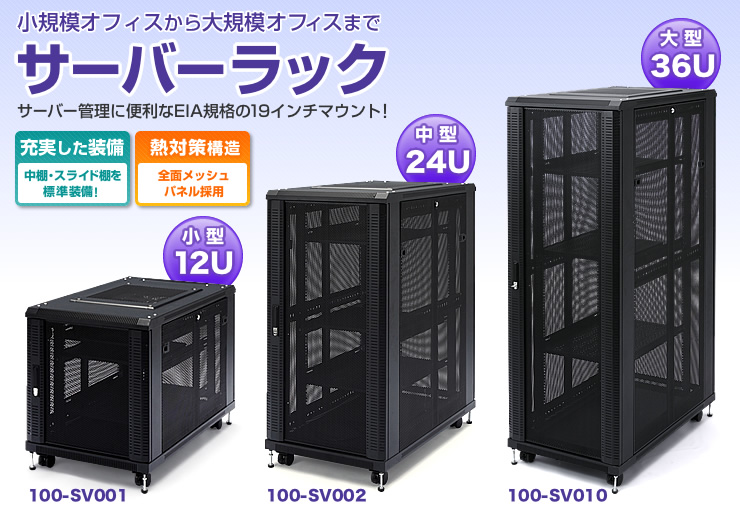 小規模オフィスから大規模オフィスまで
サーバーラック
サーバー管理に便利なEIA規格の19インチマウント!
充実した装備
中棚・スライド棚を
標準装備!
熱対策構造
全面メッシュ
パネル採用
小型
12U
中型
24U
大型
36U
100-SV001
100-SV002
100-SV010